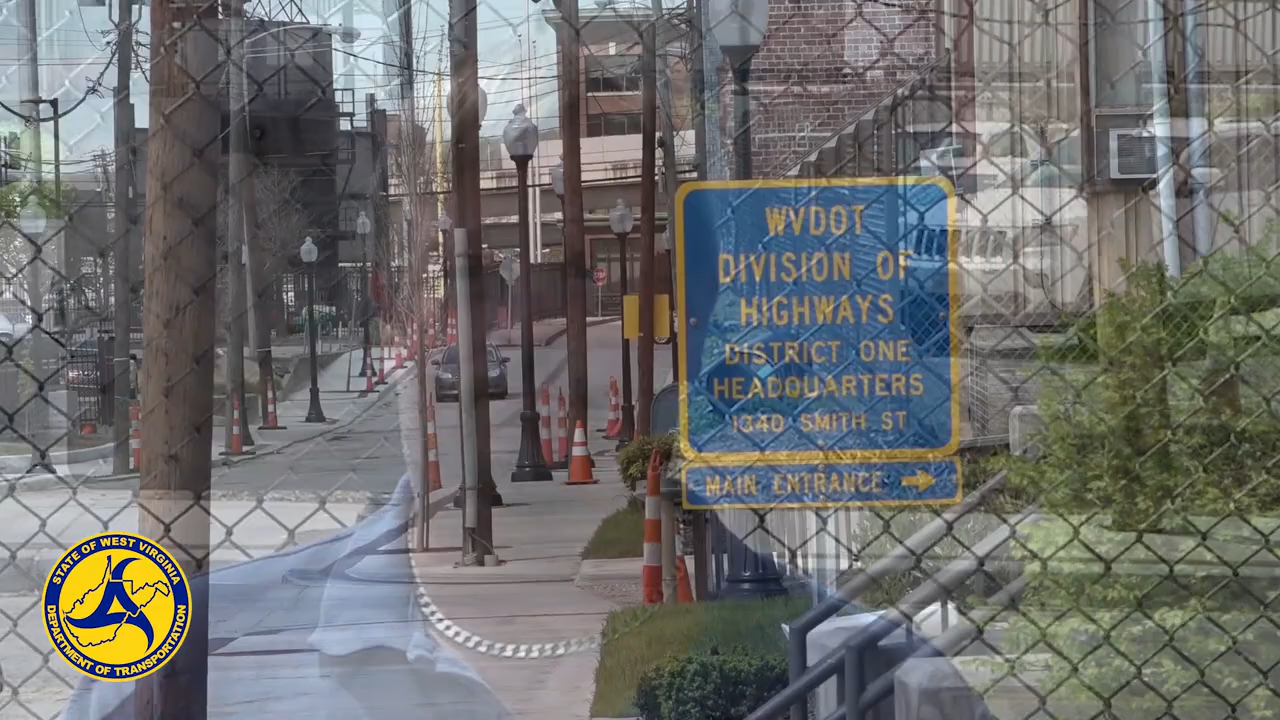 WVDOT
DIVISION OF
HIGHWAYS
DISTRICT ONE
HEADQUARTERS
1340 SMITH ST
MAIN ENTRANCE
STATE OF WEST VIRGINIA
DEPARTMENT OF TRANSPORTATION